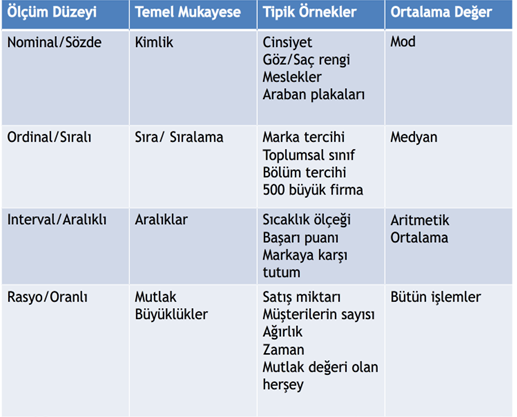 Ölçüm Düzeyi Temel Mukayese Tipik Örnekler Ortalama Değer
Nominal/Sözde Kimlik Cinsiyet Mod
Göz/Saç rengi
Meslekler
Araban plakaları
Ordinal/Sıralı Sıra/ Sıralama Marka tercihi Medyan
Toplumsal sınıf
Bölüm tercihi
500 büyük firma
Interval/Aralıklı Aralıklar Sıcaklık ölçeği Aritmetik
Başarı puanı Ortalama
Markaya karşı
tutum
Rasyo/Oranlı Mutlak Satış miktarı Bütün işlemler
Büyüklükler Müşterilerin sayısı
Ağırlık
Zaman
Mutlak değeri olan
herşey